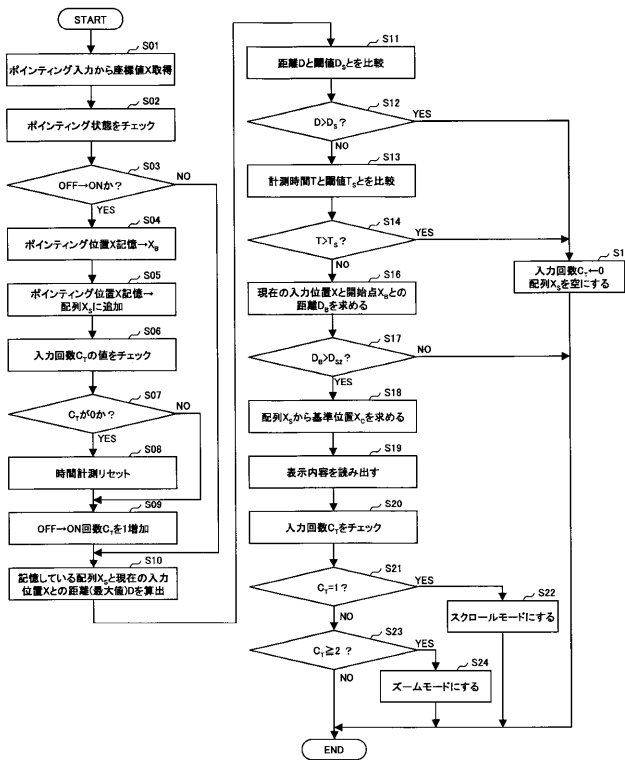 START
S01
ポインティング入力から座標値X取得
S02
ポインティング状態をチェック
S03
OFF→ONか？
NO
YES
S04
ポインティング位置X記憶→XB
S05
ポインティング位置X記憶→
配列XSに追加
S06
入力回数CTの値をチェック
S07
CTが0か？
NO
YES
S08
時間計測リセット
S09
OFF→ON回数CTを1増加
S10
記憶している配列XSと現在の入力
位置Xとの距離(最大値)Dを算出
S11
距離Dと閾値DSとを比較
S12
D>DS？
YES
NO
S13
計測時間Tと閾値TSとを比較
S14
T>TS？
YES
NO
S1
入力回数CT←0
配列XSを空にする
S16
現在の入力位置Xと開始点XBとの
距離DBを求める
S17
DB>DS2？
NO
YES
S18
配列XSから基準位置XCを求める
S19
表示内容を読み出す
S20
入力回数CTをチェック
S21
CT=1？
YES
NO
S22
スクロールモードにする
S23
CT≧2 ？
YES
NO
S24
ズームモードにする
END